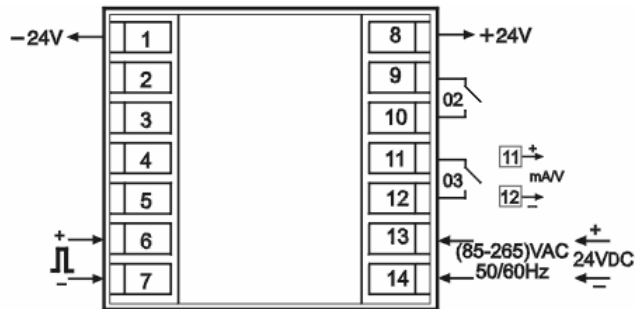 −24V 1 8 +24V
2 9
02
3 10
4 11 11 +
03 mA/V
5 12 12 −
+ 6 13 (85-265)VAC +
50/60Hz 24VDC
− 7 14 −